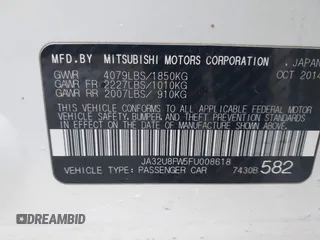 MFD.BY MITSUBISHI MOTORS CORPORATION , JAPAN
GVWR 4079LBS/1850KG OCT 2014
GAWR FR 2227LBS/1010KG
GAWR RR 2007LBS/ 910KG
THIS VEHICLE CONFORMS TO ALL APPLICABLE
FEDERAL MOTOR VEHICLE SAFETY, BUMPER,
AND THEFT PREVENTION STANDARDS
IN EFFECT ON THE DATE OF
MANUFACTURE SHOWN ABOVE.
JA32U8FW5FU008618
VEHICLE TYPE: PASSENGER CAR 7430B 582
DREAMBID